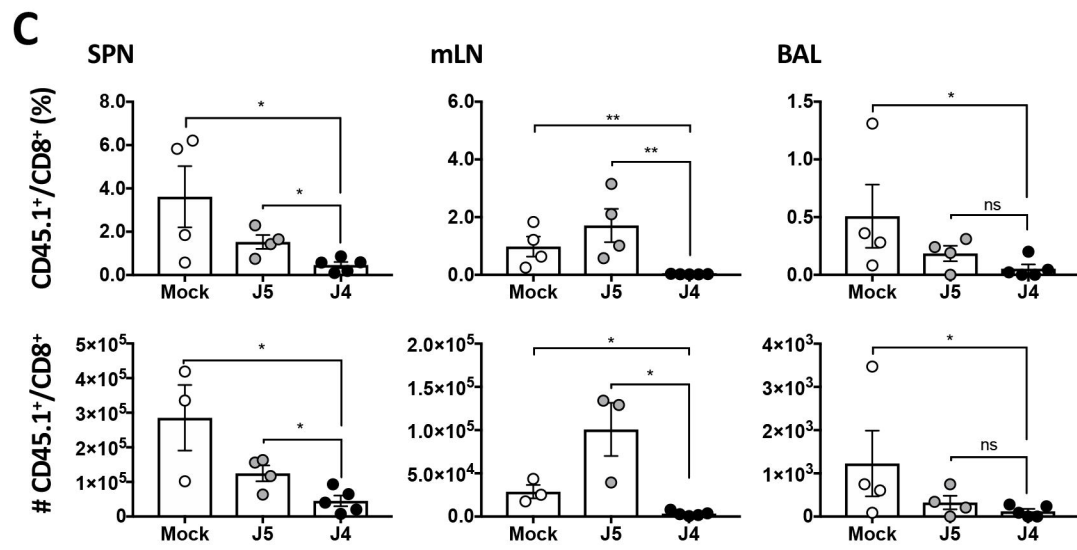 C
SPN
mLN
BAL
CD45.1⁺/CD8⁺ (%)
8.0
6.0
4.0
2.0
0.0
*
*
Mock J5 J4
6.0
4.0
2.0
0.0
**
**
Mock J5 J4
1.5
1.0
0.5
0.0
*
ns
Mock J5 J4
# CD45.1⁺/CD8⁺
5×10⁵
4×10⁵
3×10⁵
2×10⁵
1×10⁵
0
*
*
Mock J5 J4
2.0×10⁵
1.5×10⁵
1.0×10⁵
5.0×10⁴
0.0
*
*
Mock J5 J4
4×10³
3×10³
2×10³
1×10³
0
*
ns
Mock J5 J4